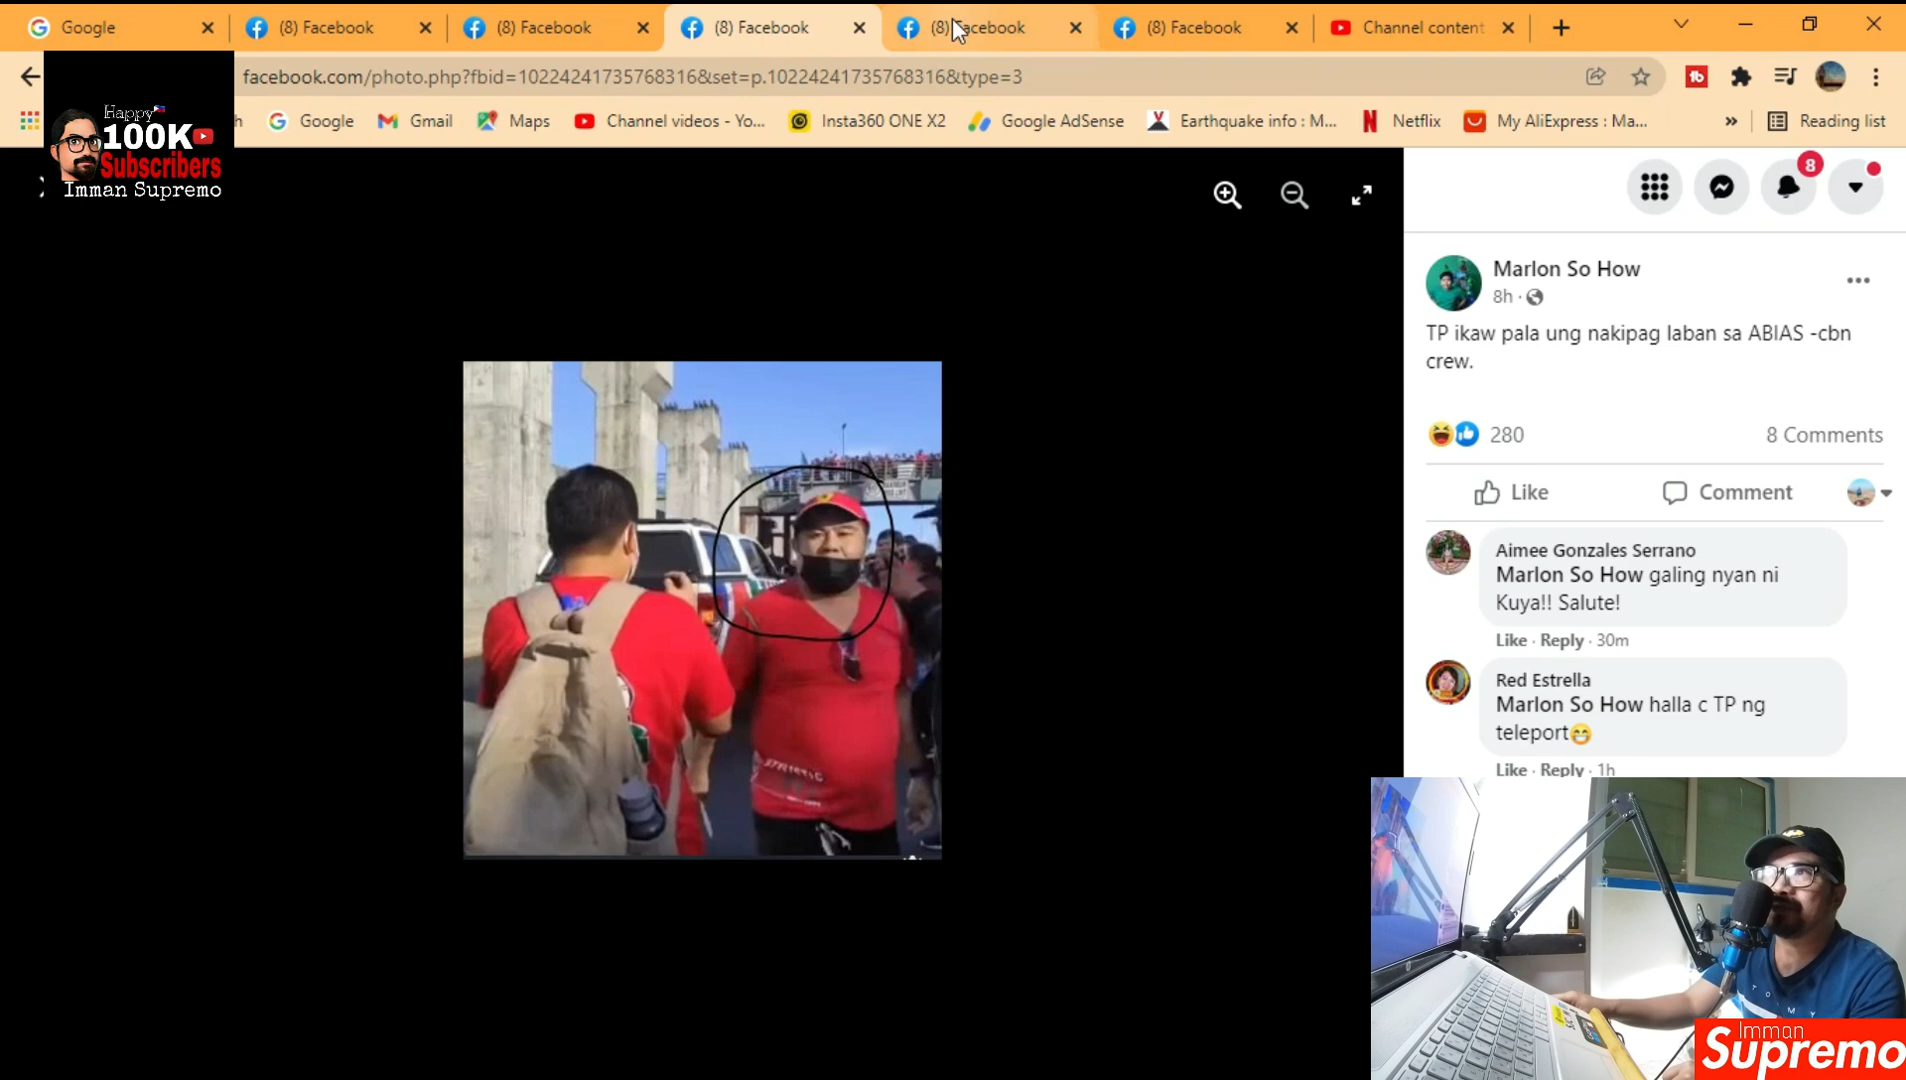 Google
(8) Facebook
(8) Facebook
(8) Facebook
(8) Facebook
(8) Facebook
Channel content
facebook.com/photo.php?fbid=10224241735768316&set=p.10224241735768316&type=3
Google
Gmail
Maps
Channel videos - Yo...
Insta360 ONE X2
Google AdSense
Earthquake info : M...
Netflix
My AliExpress : Ma...
»
Reading list
Happy
100K
Subscribers
Imman Supremo
8
Marlon So How
8h ·
TP ikaw pala ung nakipag laban sa ABIAS -cbn
crew.
280
8 Comments
Like
Comment
Aimee Gonzales Serrano
Marlon So How galing nyan ni
Kuya!! Salute!
Like · Reply · 30m
Red Estrella
Marlon So How halla c TP ng
teleport
Like · Reply · 1h
Imman
Supremo